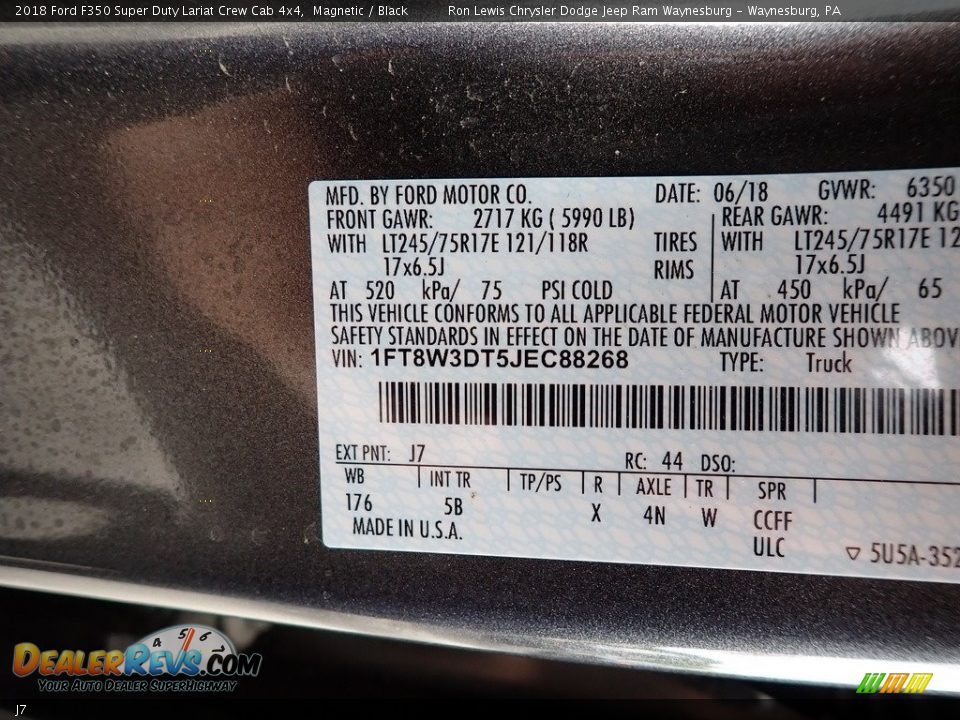 2018 Ford F350 Super Duty Lariat Crew Cab 4x4, Magnetic / Black Ron Lewis Chrysler Dodge Jeep Ram Waynesburg - Waynesburg, PA
MFD. BY FORD MOTOR CO. DATE: 06/18 GVWR: 6350
FRONT GAWR: 2717 KG ( 5990 LB) REAR GAWR: 4491 KG
WITH LT245/75R17E 121/118R TIRES WITH LT245/75R17E 12
17x6.5J RIMS 17x6.5J
AT 520 kPa/ 75 PSI COLD AT 450 kPa/ 65
THIS VEHICLE CONFORMS TO ALL APPLICABLE FEDERAL MOTOR VEHICLE
SAFETY STANDARDS IN EFFECT ON THE DATE OF MANUFACTURE SHOWN ABOV
VIN: 1FT8W3DT5JEC88268 TYPE: Truck
EXT PNT: J7 RC: 44 DSO:
WB INT TR TP/PS R AXLE TR SPR
176 5B X 4N W CCFF
MADE IN U.S.A. ULC ▽ 5U5A-352
4 5 6
DEALERREVS.COM
YOUR AUTO DEALER SUPERHIGHWAY
J7